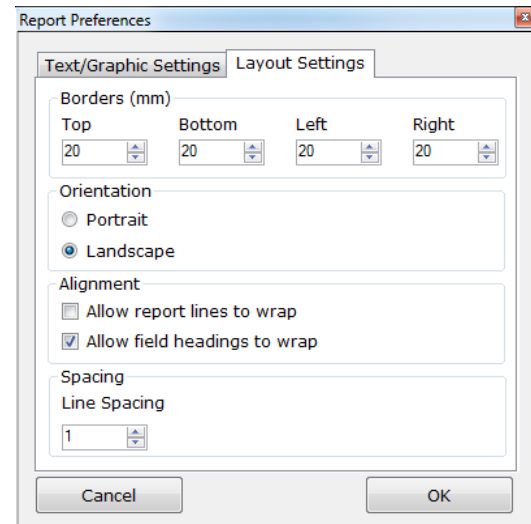 Report Preferences
Text/Graphic Settings Layout Settings
Borders (mm)
Top Bottom Left Right
20 20 20 20
Orientation
Portrait
Landscape
Alignment
Allow report lines to wrap
Allow field headings to wrap
Spacing
Line Spacing
1
Cancel OK